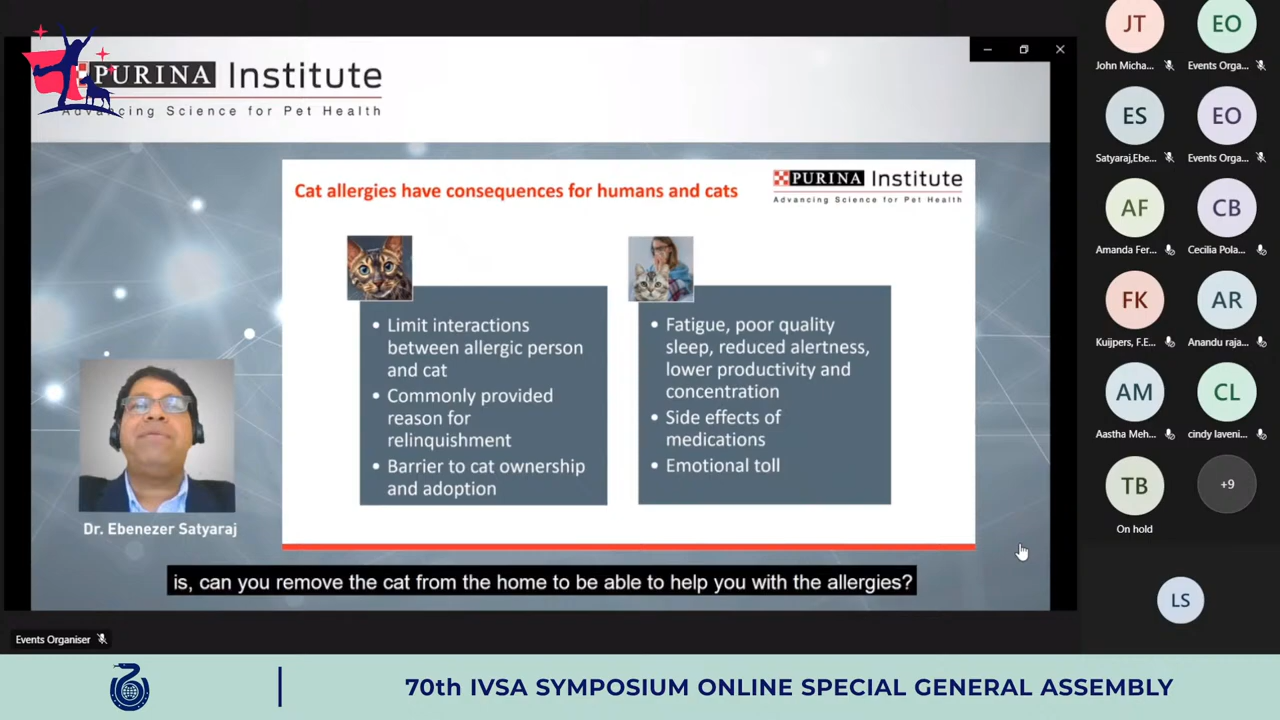 PURINA Institute
Advancing Science for Pet Health
Cat allergies have consequences for humans and cats
PURINA Institute
Advancing Science for Pet Health
• Limit interactions
between allergic person
and cat
• Commonly provided
reason for
relinquishment
• Barrier to cat ownership
and adoption
• Fatigue, poor quality
sleep, reduced alertness,
lower productivity and
concentration
• Side effects of
medications
• Emotional toll
Dr. Ebenezer Satyaraj
is, can you remove the cat from the home to be able to help you with the allergies?
Events Organiser
JT
John Micha...
EO
Events Orga...
ES
Satyaraj,Ebe...
EO
Events Orga...
AF
Amanda Fer...
CB
Cecilia Pola...
FK
Kuijpers, F.E...
AR
Anandu raja...
AM
Aastha Meh...
CL
cindy laveni...
TB
On hold
+9
LS
70th IVSA SYMPOSIUM ONLINE SPECIAL GENERAL ASSEMBLY